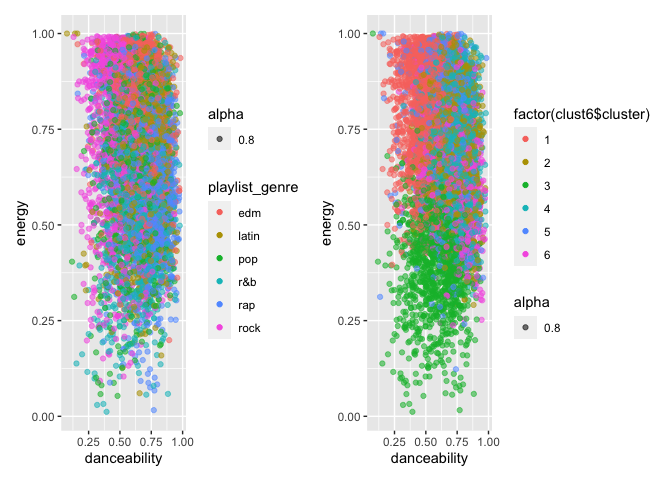 1.00
0.75
0.50
0.25
0.00
energy
0.25 0.50 0.75 1.00
danceability
alpha
0.8
playlist_genre
edm
latin
pop
r&b
rap
rock
1.00
0.75
0.50
0.25
0.00
energy
0.25 0.50 0.75 1.00
danceability
factor(clust6$cluster)
1
2
3
4
5
6
alpha
0.8